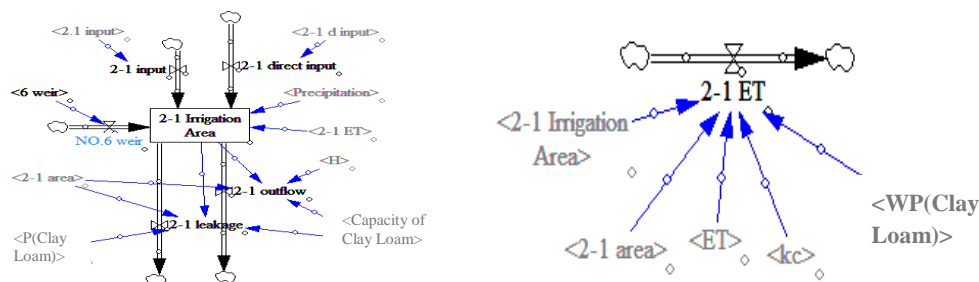 <2.1 input>
<2-1 d input>
2-1 input
2-1 direct input
<6 weir>
<Precipitation>
2-1 Irrigation
Area
NO.6 weir
<2-1 ET>
<H>
<2-1 area>
2-1 outflow
2-1 leakage
<P(Clay
Loam)>
<Capacity of
Clay Loam>
2-1 ET
<2-1 Irrigation
Area>
<WP(Clay
Loam)>
<2-1 area>
<ET>
<kc>